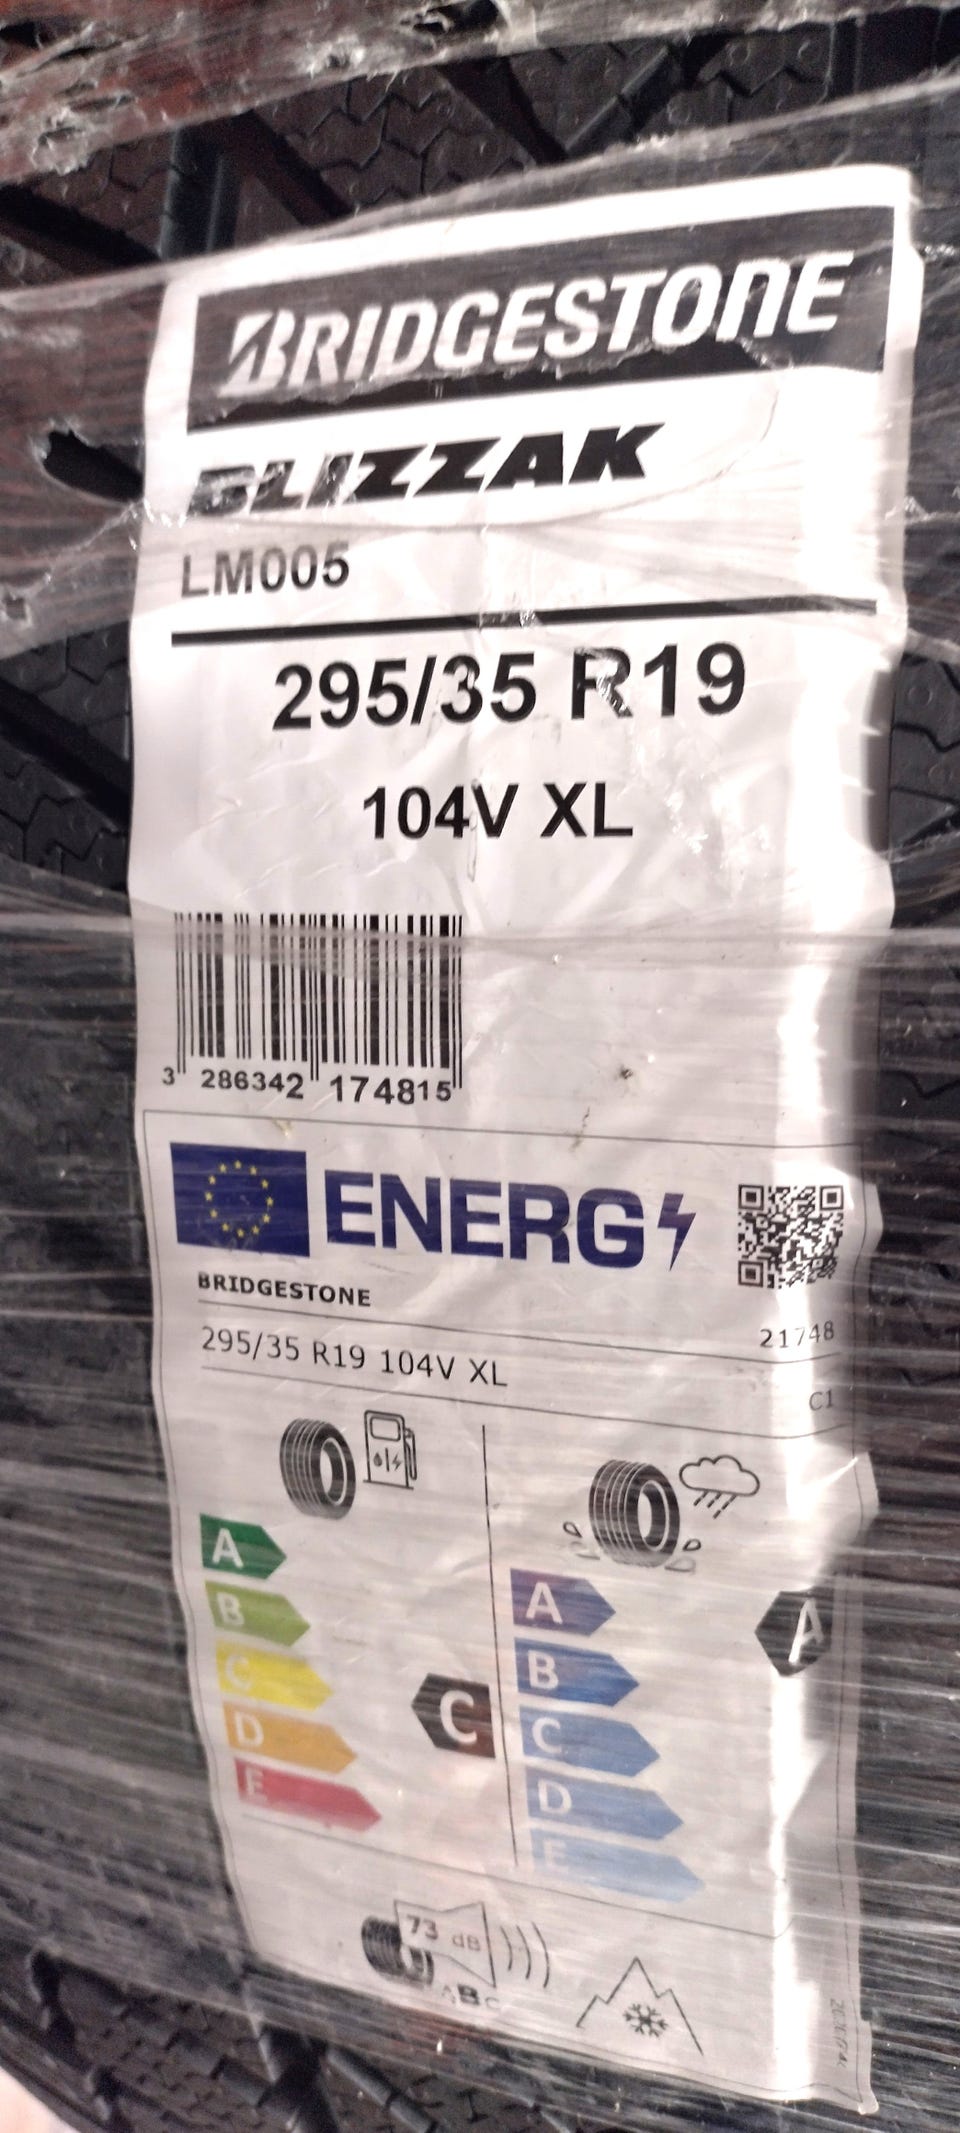 BRIDGESTONE
BLIZZAK
LM005
295/35 R19
104V XL
3 286342 174815
ENERG
BRIDGESTONE
21748
295/35 R19 104V XL
C1
A
B
C
D
E
C
A
B
C
D
E
A
73 dB
ABC